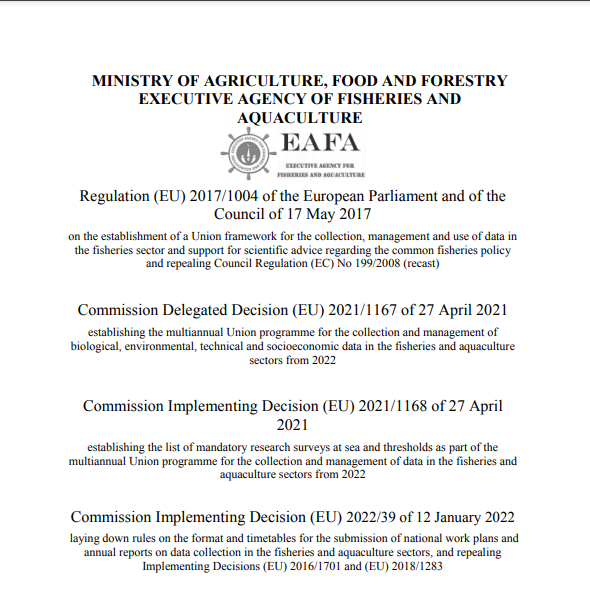 MINISTRY OF AGRICULTURE, FOOD AND FORESTRY
EXECUTIVE AGENCY OF FISHERIES AND
AQUACULTURE
EAFA
EXECUTIVE AGENCY FOR
FISHERIES AND AQUACULTURE
Regulation (EU) 2017/1004 of the European Parliament and of the
Council of 17 May 2017
on the establishment of a Union framework for the collection, management and use of data in
the fisheries sector and support for scientific advice regarding the common fisheries policy
and repealing Council Regulation (EC) No 199/2008 (recast)
Commission Delegated Decision (EU) 2021/1167 of 27 April 2021
establishing the multiannual Union programme for the collection and management of
biological, environmental, technical and socioeconomic data in the fisheries and aquaculture
sectors from 2022
Commission Implementing Decision (EU) 2021/1168 of 27 April
2021
establishing the list of mandatory research surveys at sea and thresholds as part of the
multiannual Union programme for the collection and management of data in the fisheries and
aquaculture sectors from 2022
Commission Implementing Decision (EU) 2022/39 of 12 January 2022
laying down rules on the format and timetables for the submission of national work plans and
annual reports on data collection in the fisheries and aquaculture sectors, and repealing
Implementing Decisions (EU) 2016/1701 and (EU) 2018/1283